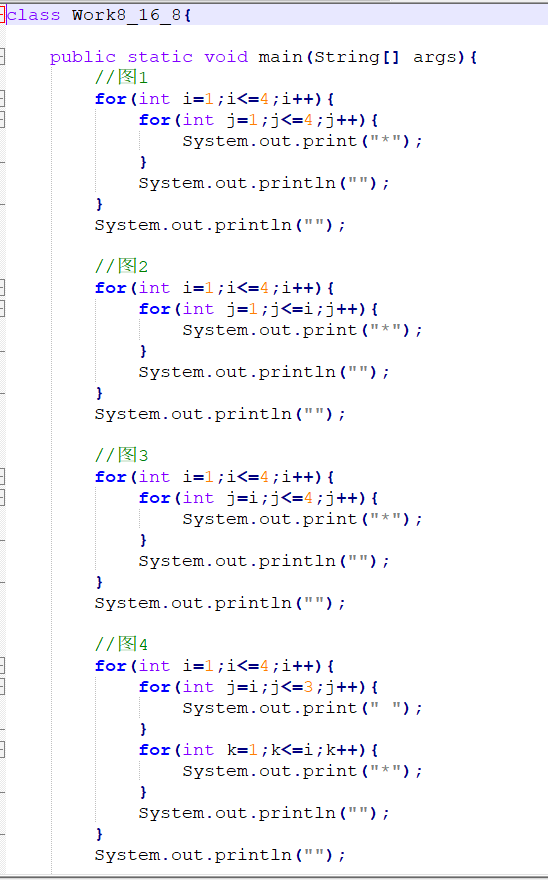 class Work8_16_8{
public static void main(String[] args){
//图1
for(int i=1;i<=4;i++){
for(int j=1;j<=4;j++){
System.out.print("*");
}
System.out.println("");
}
System.out.println("");
//图2
for(int i=1;i<=4;i++){
for(int j=1;j<=i;j++){
System.out.print("*");
}
System.out.println("");
}
System.out.println("");
//图3
for(int i=1;i<=4;i++){
for(int j=i;j<=4;j++){
System.out.print("*");
}
System.out.println("");
}
System.out.println("");
//图4
for(int i=1;i<=4;i++){
for(int j=i;j<=3;j++){
System.out.print(" ");
}
for(int k=1;k<=i;k++){
System.out.print("*");
}
System.out.println("");
}
System.out.println("");